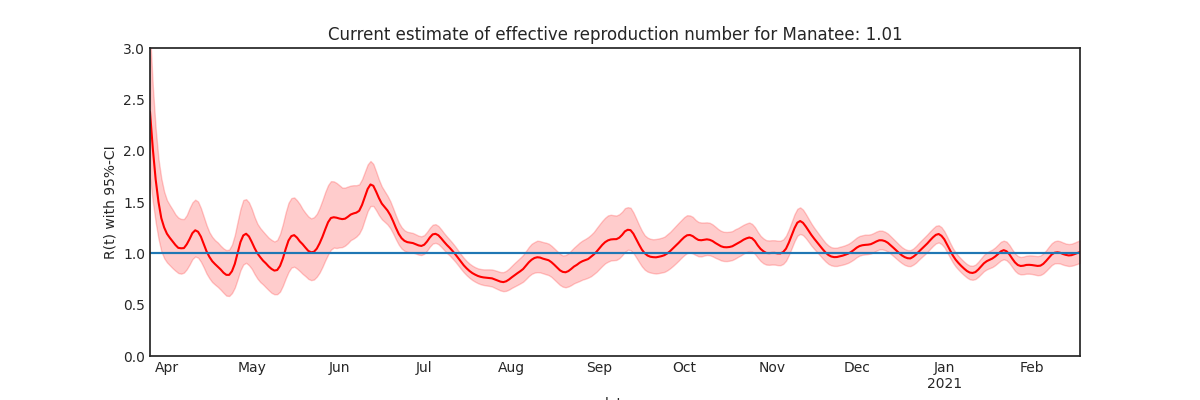 Current estimate of effective reproduction number for Manatee: 1.01
R(t) with 95%-CI
3.0
2.5
2.0
1.5
1.0
0.5
0.0
Apr May Jun Jul Aug Sep Oct Nov Dec Jan Feb
2021